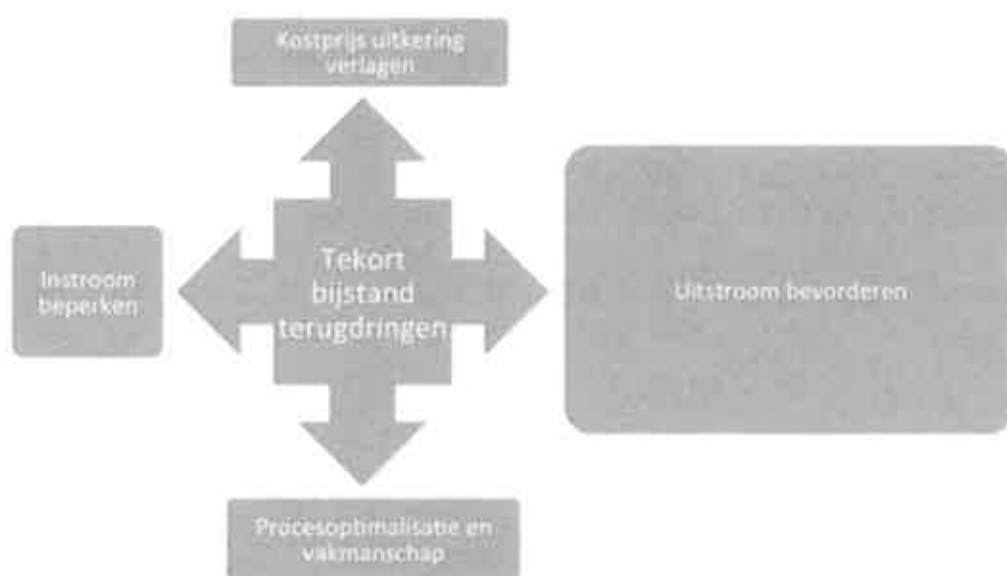 Kostprijs uitkering
verlagen
Instroom
beperken
Tekort
bijstand
terugdringen
Uitstroom bevorderen
Procesoptimalisatie en
vakmanschap